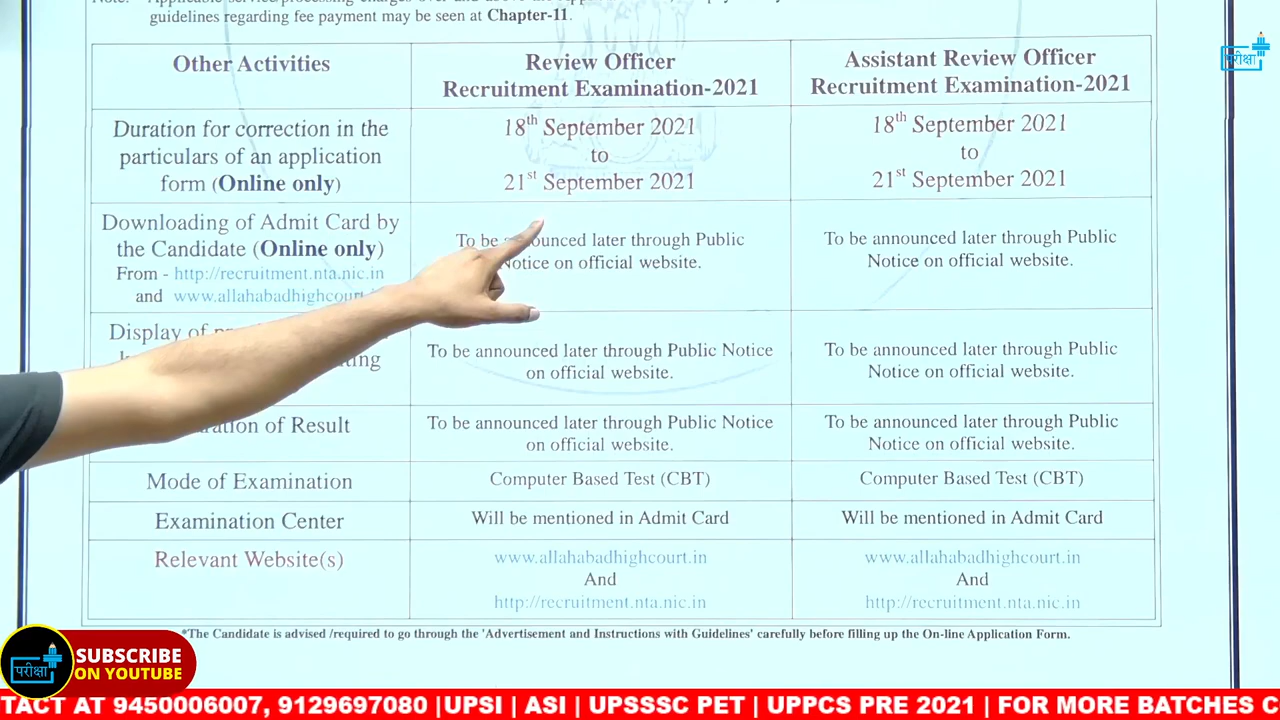 guidelines regarding fee payment may be seen at Chapter-11.
परीक्षा
Other Activities
Review Officer
Recruitment Examination-2021
Assistant Review Officer
Recruitment Examination-2021
Duration for correction in the
particulars of an application
form (Online only)
18th September 2021
to
21st September 2021
18th September 2021
to
21st September 2021
Downloading of Admit Card by
the Candidate (Online only)
From - http://recruitment.nta.nic.in
and www.allahabadhighcourt.in
To be announced later through Public
Notice on official website.
To be announced later through Public
Notice on official website.
Display of
To be announced later through Public Notice
on official website.
To be announced later through Public
Notice on official website.
of Result
To be announced later through Public Notice
on official website.
To be announced later through Public
Notice on official website.
Mode of Examination
Computer Based Test (CBT)
Computer Based Test (CBT)
Examination Center
Will be mentioned in Admit Card
Will be mentioned in Admit Card
Relevant Website(s)
www.allahabadhighcourt.in
And
http://recruitment.nta.nic.in
www.allahabadhighcourt.in
And
http://recruitment.nta.nic.in
*The Candidate is advised /required to go through the 'Advertisement and Instructions with Guidelines' carefully before filling up the On-line Application Form.
परीक्षा
SUBSCRIBE
ON YOUTUBE
TACT AT 9450006007, 9129697080 |UPSI | ASI | UPSSSC PET | UPPCS PRE 2021 | FOR MORE BATCHES C